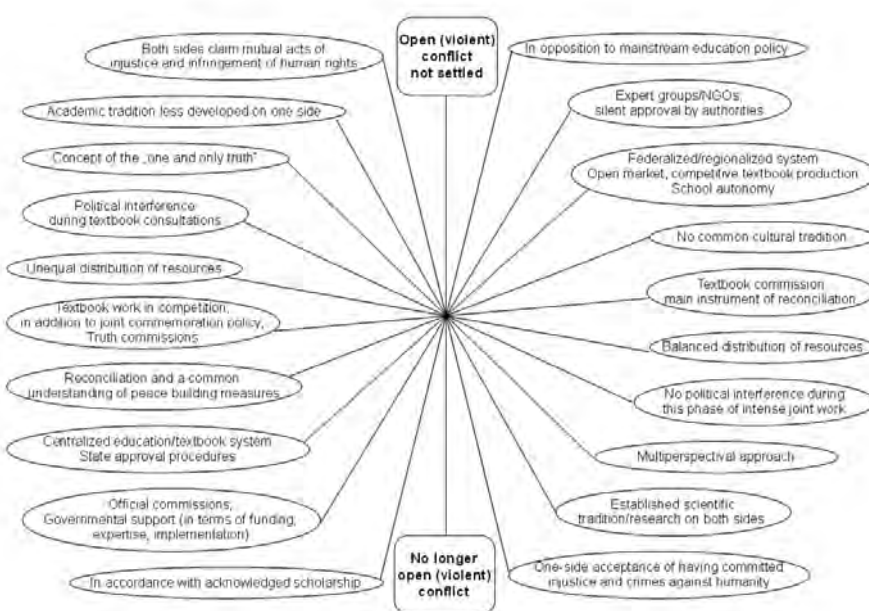 Open (violent)
conflict
not settled
Both sides claim mutual acts of
injustice and infringement of human rights
Academic tradition less developed on one side
Concept of the „one and only truth"
Political interference
during textbook consultations
Unequal distribution of resources
Textbook work in competition,
in addition to joint commemoration policy,
Truth commissions
Reconciliation and a common
understanding of peace building measures
Centralized education/textbook system
State approval procedures
Official commissions,
Governmental support (in terms of funding,
expertise, implementation)
In accordance with acknowledged scholarship
In opposition to mainstream education policy
Expert groups/NGOs,
silent approval by authorities
Federalized/regionalized system
Open market, competitive textbook production
School autonomy
No common cultural tradition
Textbook commission
main instrument of reconciliation
Balanced distribution of resources
No political interference during
this phase of intense joint work
Multiperspectival approach
Established scientific
tradition/research on both sides
One-side acceptance of having committed
injustice and crimes against humanity
No longer
open (violent)
conflict